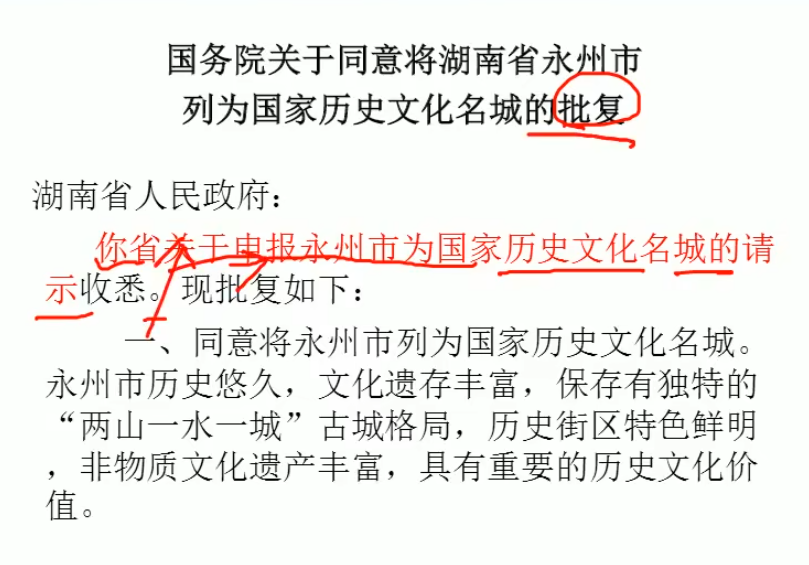 国务院关于同意将湖南省永州市
列为国家历史文化名城的批复
湖南省人民政府：
你省关于申报永州市为国家历史文化名城的请
示收悉。现批复如下：
一、同意将永州市列为国家历史文化名城。
永州市历史悠久，文化遗存丰富，保存有独特的
“两山一水一城”古城格局，历史街区特色鲜明
，非物质文化遗产丰富，具有重要的历史文化价
值。